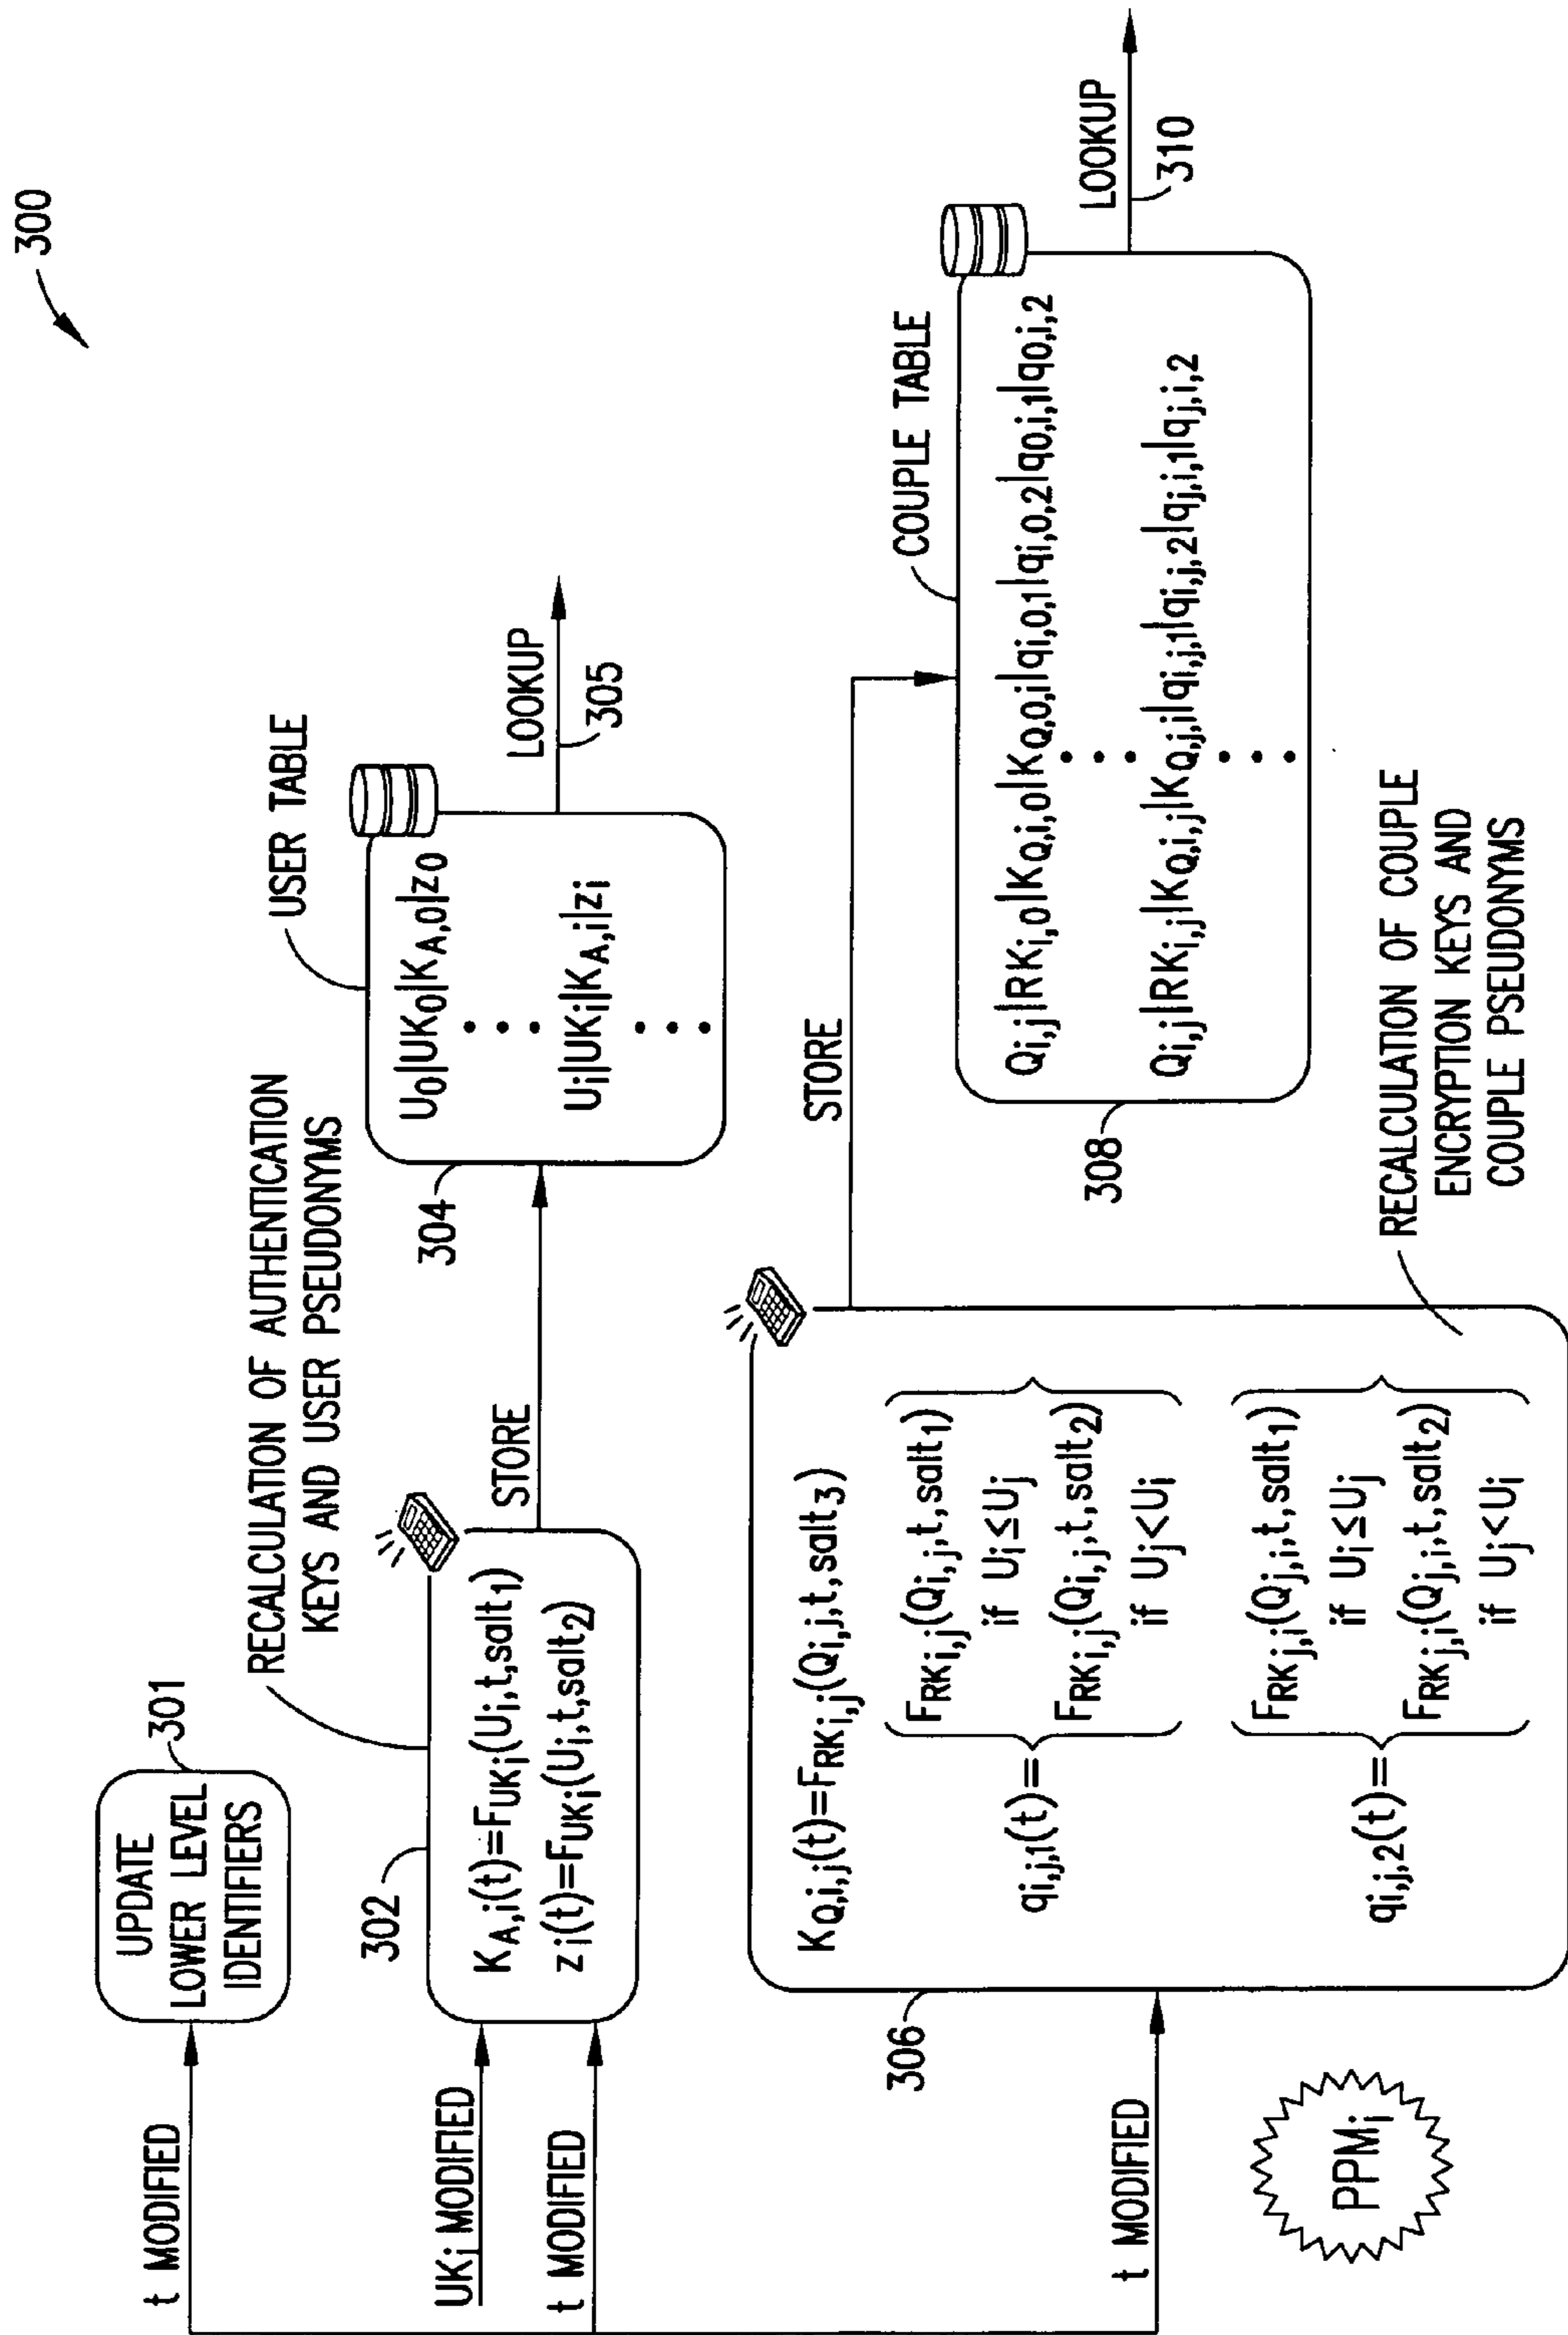 300
t MODIFIED
UPDATE
LOWER LEVEL
IDENTIFIERS
301
UKi MODIFIED
t MODIFIED
302
RECALCULATION OF AUTHENTICATION
KEYS AND USER PSEUDONYMS
KA,i(t)=FUKi(Ui,t,salt1)
zi(t)=FUKi(Ui,t,salt2)
STORE
304
USER TABLE
U0|UK0|KA,0|z0
• • •
Ui|UKi|KA,i|zi
• • •
LOOKUP
305
t MODIFIED
306
KQ,i,j(t)=FRKi,j(Qi,j,t,salt3)
qi,j,1(t)=
FRKi,j(Qi,j,t,salt1)
if Ui≤Uj
FRKi,j(Qi,j,t,salt2)
if Uj<Ui
qi,j,2(t)=
FRKj,i(Qj,i,t,salt1)
if Ui≤Uj
FRKj,i(Qj,i,t,salt2)
if Uj<Ui
RECALCULATION OF COUPLE
ENCRYPTION KEYS AND
COUPLE PSEUDONYMS
STORE
308
COUPLE TABLE
Qi,j|RKi,0|KQ,i,0|KQ,0,i|qi,0,1|qi,0,2|q0,i,1|q0,i,2
• • •
Qi,j|RKi,j|KQ,i,j|KQ,j,i|qi,j,1|qi,j,2|qj,i,1|qj,i,2
• • •
LOOKUP
310
PPMi